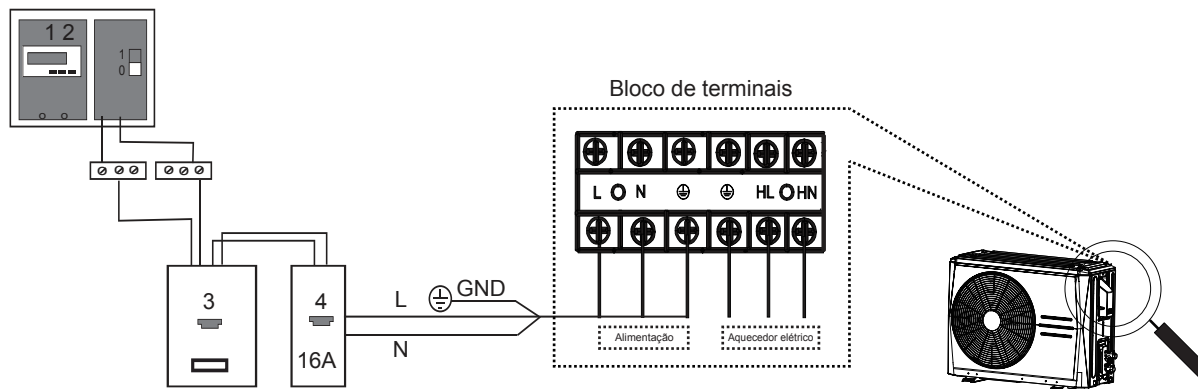 1 2
1
0
Bloco de terminais
L N HL HN
3
4
16A
L
GND
N
Alimentação
Aquecedor elétrico